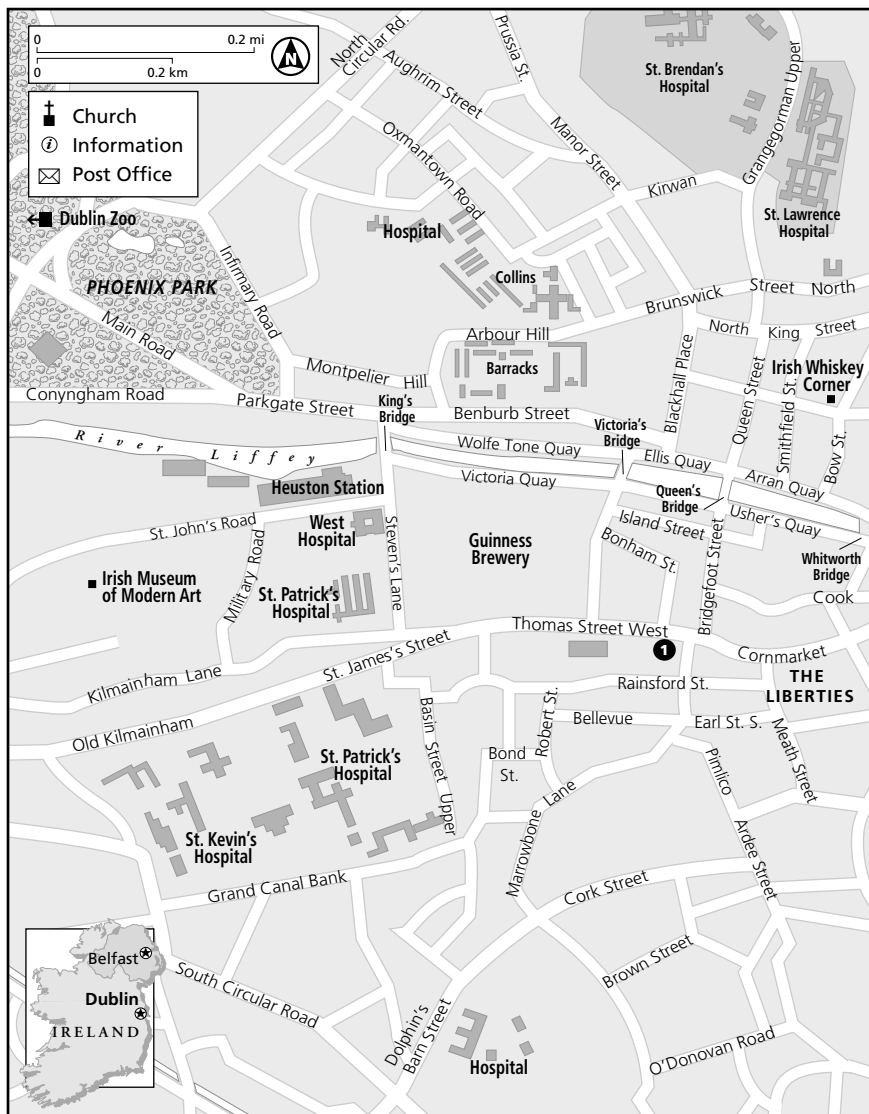 0
0.2 mi
0
0.2 km
N
Church
Information
Post Office
North
Circular Rd.
Aughrim Street
Prussia St.
Manor Street
Oxmantown Road
St. Brendan's
Hospital
Grangegorman Upper
Kirwan
St. Lawrence
Hospital
Dublin Zoo
PHOENIX PARK
Infirmary Road
Main Road
Hospital
Collins
Brunswick
Street
North
Arbour Hill
Barracks
Montpelier
Hill
North
King
Street
Blackhall Place
Queen Street
Smithfield St.
Irish Whiskey
Corner
Bow St.
Conyngham Road
Parkgate Street
King's
Bridge
Benburb Street
Victoria's
Bridge
River
Liffey
Wolfe Tone Quay
Ellis Quay
Arran Quay
Victoria Quay
Queen's
Bridge
Usher's Quay
Heuston Station
Island Street
Whitworth
Bridge
St. John's Road
West
Hospital
Steven's Lane
Guinness
Brewery
Bonham St.
Bridgefoot Street
Cook
Irish Museum
of Modern Art
Military Road
St. Patrick's
Hospital
Thomas Street West
1
Cornmarket
THE
LIBERTIES
Kilmainham Lane
St. James's Street
Rainsford St.
Old Kilmainham
Basin Street Upper
Robert St.
Bellevue
Earl St. S.
Meath Street
St. Patrick's
Hospital
Bond
St.
Pimlico
St. Kevin's
Hospital
Marrowbone Lane
Ardee Street
Grand Canal Bank
Cork Street
Brown Street
South Circular Road
Dolphin's
Barn Street
Hospital
O'Donovan Road
Belfast
Dublin
IRELAND